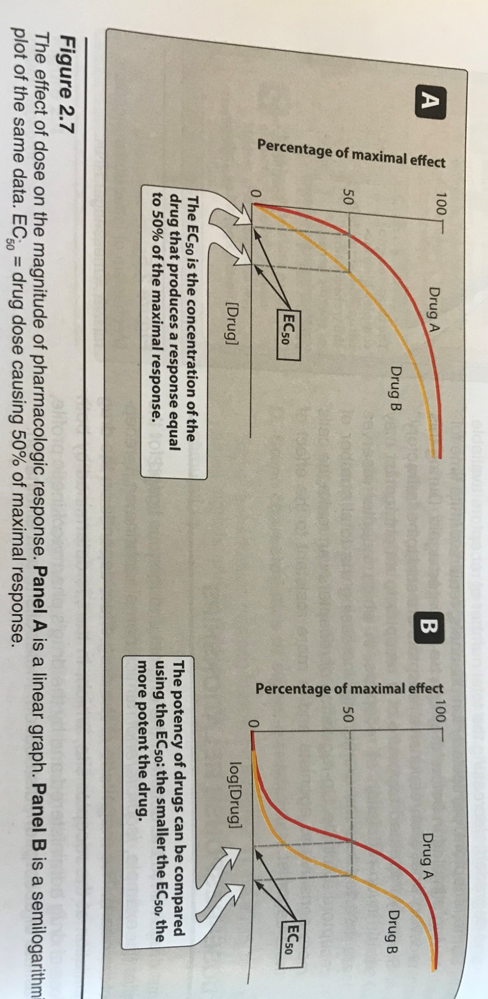 A
Percentage of maximal effect
100
50
0
Drug A
Drug B
EC50
[Drug]
The EC50 is the concentration of the
drug that produces a response equal
to 50% of the maximal response.
B
Percentage of maximal effect
100
50
0
Drug A
Drug B
EC50
log[Drug]
The potency of drugs can be compared
using the EC50: the smaller the EC50, the
more potent the drug.
Figure 2.7
The effect of dose on the magnitude of pharmacologic response. Panel A is a linear graph. Panel B is a semilogarithmi
plot of the same data. EC50 = drug dose causing 50% of maximal response.